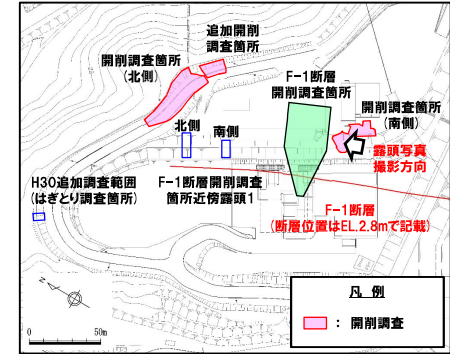 追加開削
調査箇所
開削調査箇所
(北側)
F-1断層
開削調査箇所
開削調査箇所
(南側)
北側
南側
露頭写真
撮影方向
H30追加調査範囲
(はぎとり調査箇所)
F-1断層開削調査
箇所近傍露頭1
F-1断層
(断層位置はEL.2.8mで記載)
凡 例
: 開削調査
N
0 50m